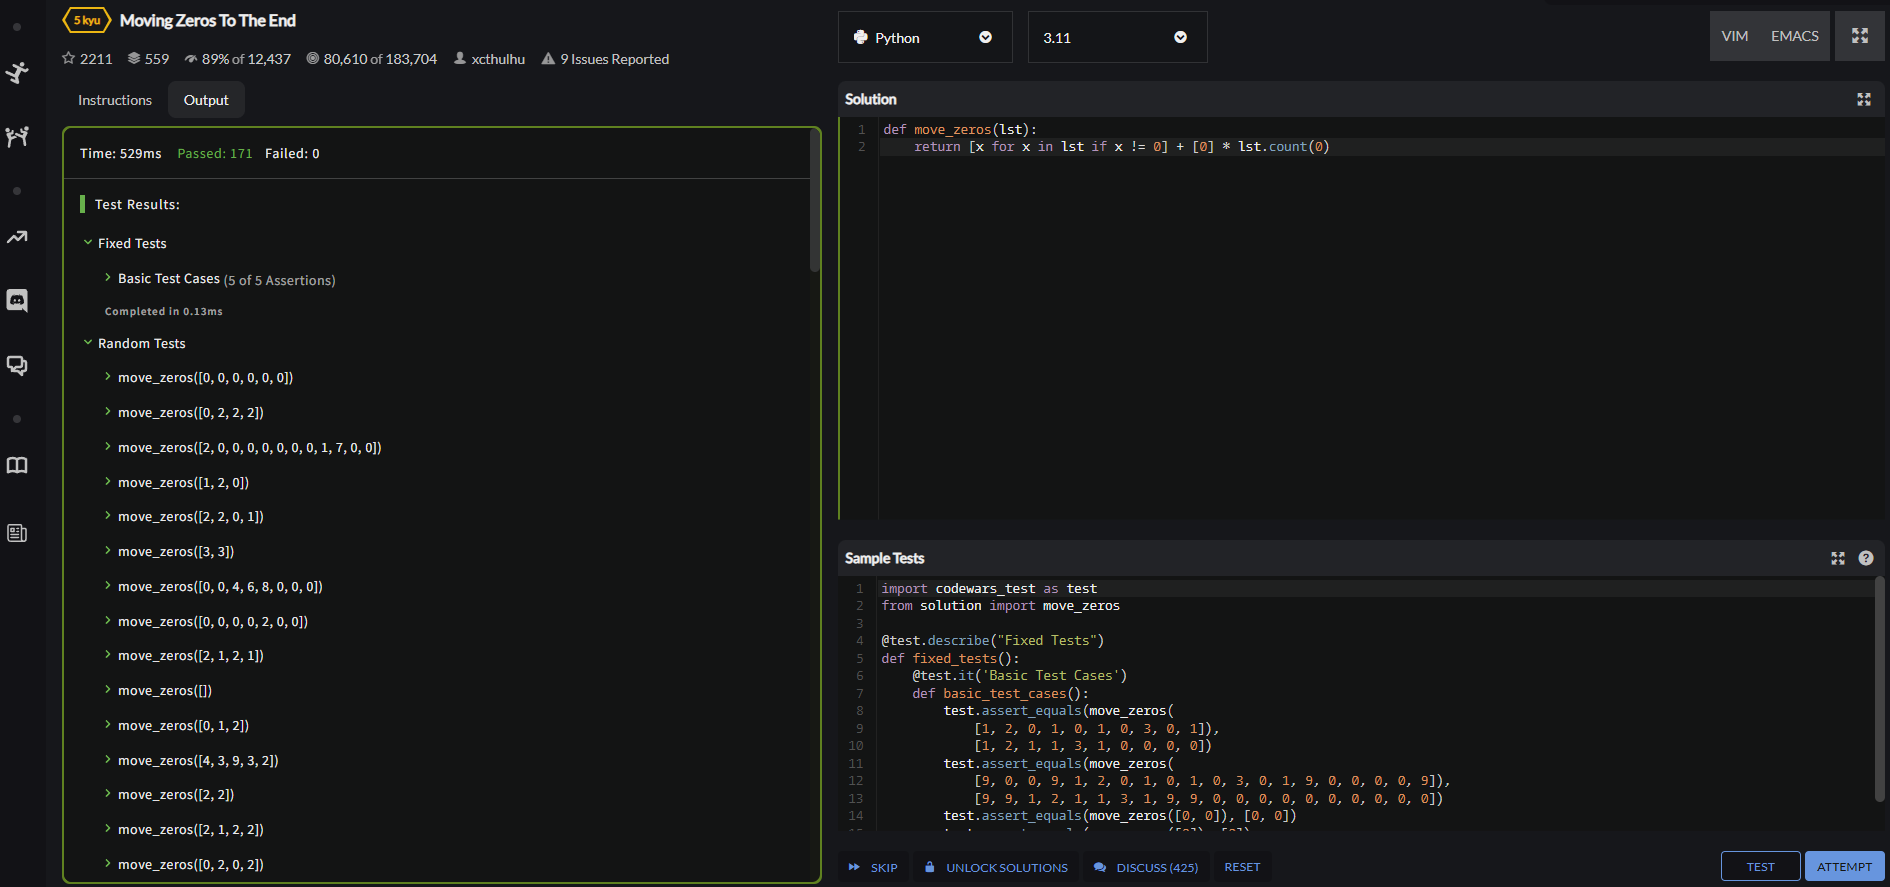 5 kyu Moving Zeros To The End
2211 559 89% of 12,437 80,610 of 183,704 xcthulhu 9 Issues Reported
Instructions Output
Time: 529ms Passed: 171 Failed: 0
Test Results:
Fixed Tests
Basic Test Cases (5 of 5 Assertions)
Completed in 0.13ms
Random Tests
move_zeros([0, 0, 0, 0, 0, 0])
move_zeros([0, 2, 2, 2])
move_zeros([2, 0, 0, 0, 0, 0, 0, 0, 1, 7, 0, 0])
move_zeros([1, 2, 0])
move_zeros([2, 2, 0, 1])
move_zeros([3, 3])
move_zeros([0, 0, 4, 6, 8, 0, 0, 0])
move_zeros([0, 0, 0, 0, 2, 0, 0])
move_zeros([2, 1, 2, 1])
move_zeros([])
move_zeros([0, 1, 2])
move_zeros([4, 3, 9, 3, 2])
move_zeros([2, 2])
move_zeros([2, 1, 2, 2])
move_zeros([0, 2, 0, 2])
Python 3.11 VIM EMACS
Solution
1 def move_zeros(lst):
2 return [x for x in lst if x != 0] + [0] * lst.count(0)
Sample Tests
1 import codewars_test as test
2 from solution import move_zeros
3
4 @test.describe("Fixed Tests")
5 def fixed_tests():
6 @test.it('Basic Test Cases')
7 def basic_test_cases():
8 test.assert_equals(move_zeros(
9 [1, 2, 0, 1, 0, 1, 0, 3, 0, 1]),
10 [1, 2, 1, 1, 3, 1, 0, 0, 0, 0])
11 test.assert_equals(move_zeros(
12 [9, 0, 0, 9, 1, 2, 0, 1, 0, 1, 0, 3, 0, 1, 9, 0, 0, 0, 0, 9]),
13 [9, 9, 1, 2, 1, 1, 3, 1, 9, 9, 0, 0, 0, 0, 0, 0, 0, 0, 0, 0])
14 test.assert_equals(move_zeros([0, 0]), [0, 0])
SKIP UNLOCK SOLUTIONS DISCUSS (425) RESET TEST ATTEMPT